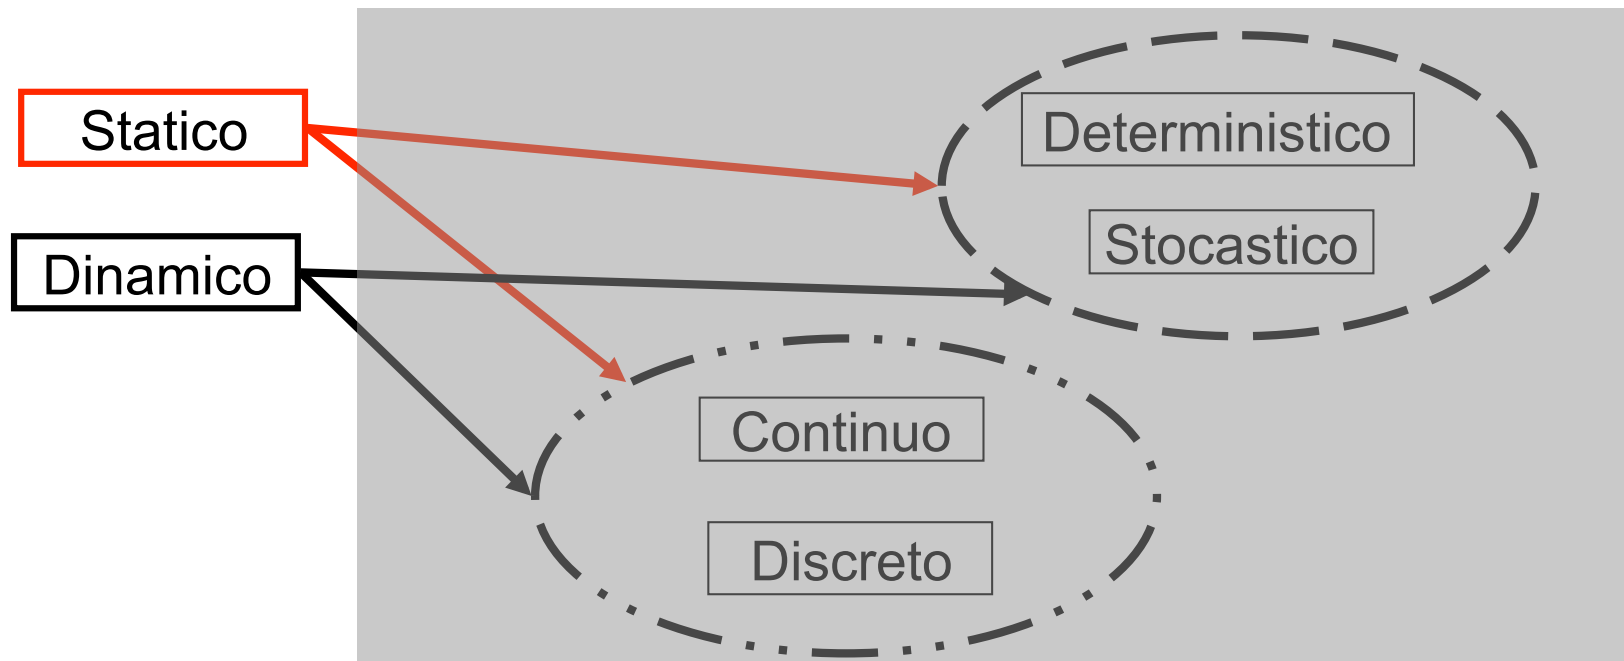 Statico
Dinamico
Deterministico
Stocastico
Continuo
Discreto